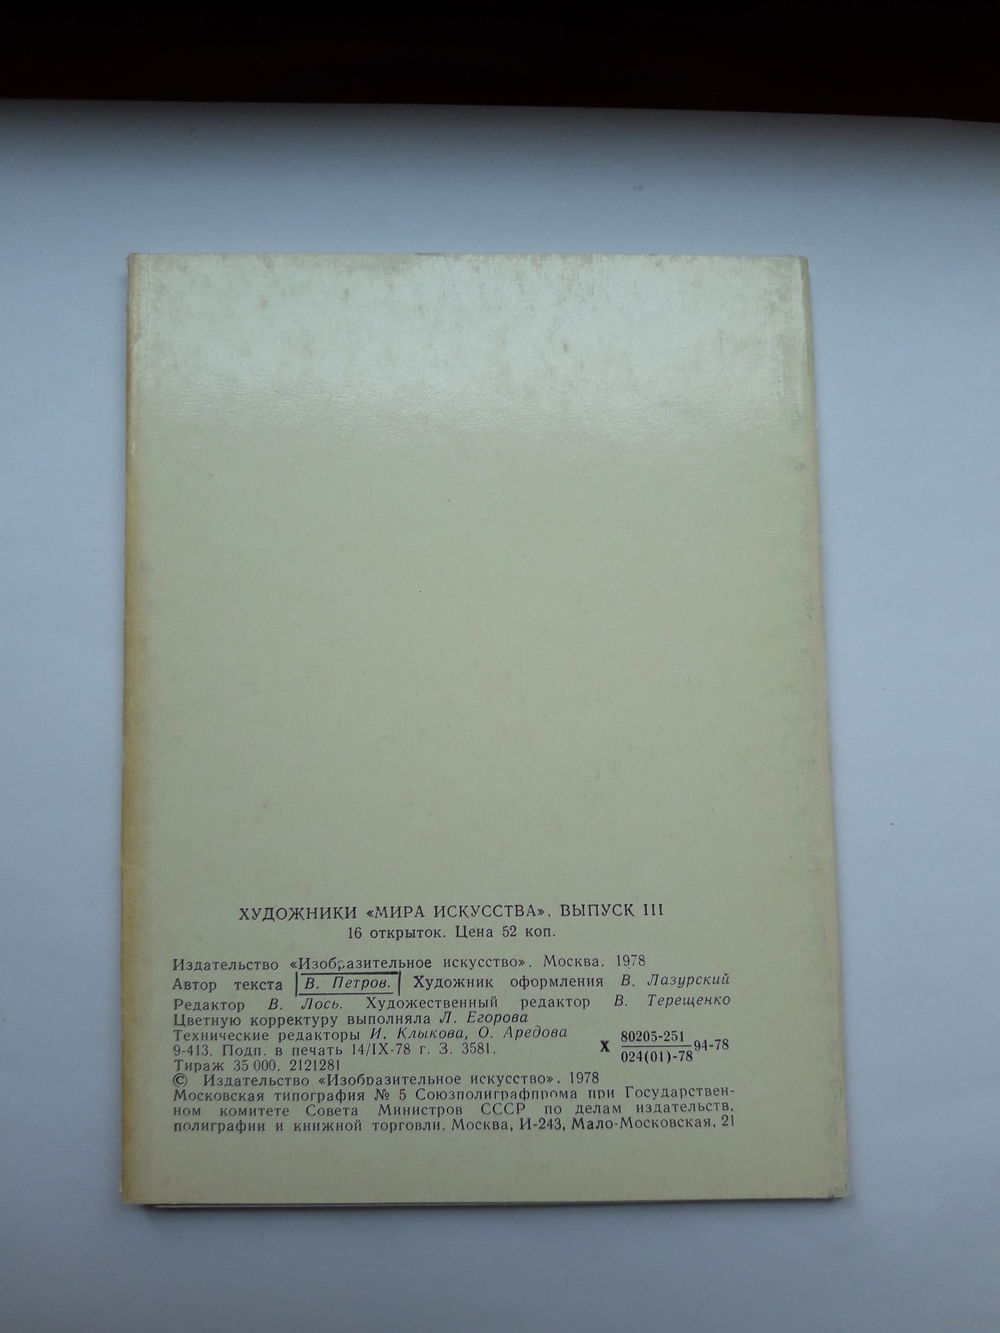 ХУДОЖНИКИ «МИРА ИСКУССТВА». ВЫПУСК III
16 открыток. Цена 52 коп.
Издательство «Изобразительное искусство». Москва. 1978
Автор текста В. Петров. Художник оформления В. Лазурский
Редактор В. Лось. Художественный редактор В. Терещенко
Цветную корректуру выполняла Л. Егорова
Технические редакторы И. Клыкова, О. Аредова
9-413. Подп. в печать 14/IX-78 г. З. 3581.
Х 80205-251
024(01)-78 94-78
Тираж 35 000. 2121281
© Издательство «Изобразительное искусство». 1978
Московская типография № 5 Союзполиграфпрома при Государствен-
ном комитете Совета Министров СССР по делам издательств,
полиграфии и книжной торговли. Москва, И-243, Мало-Московская, 21